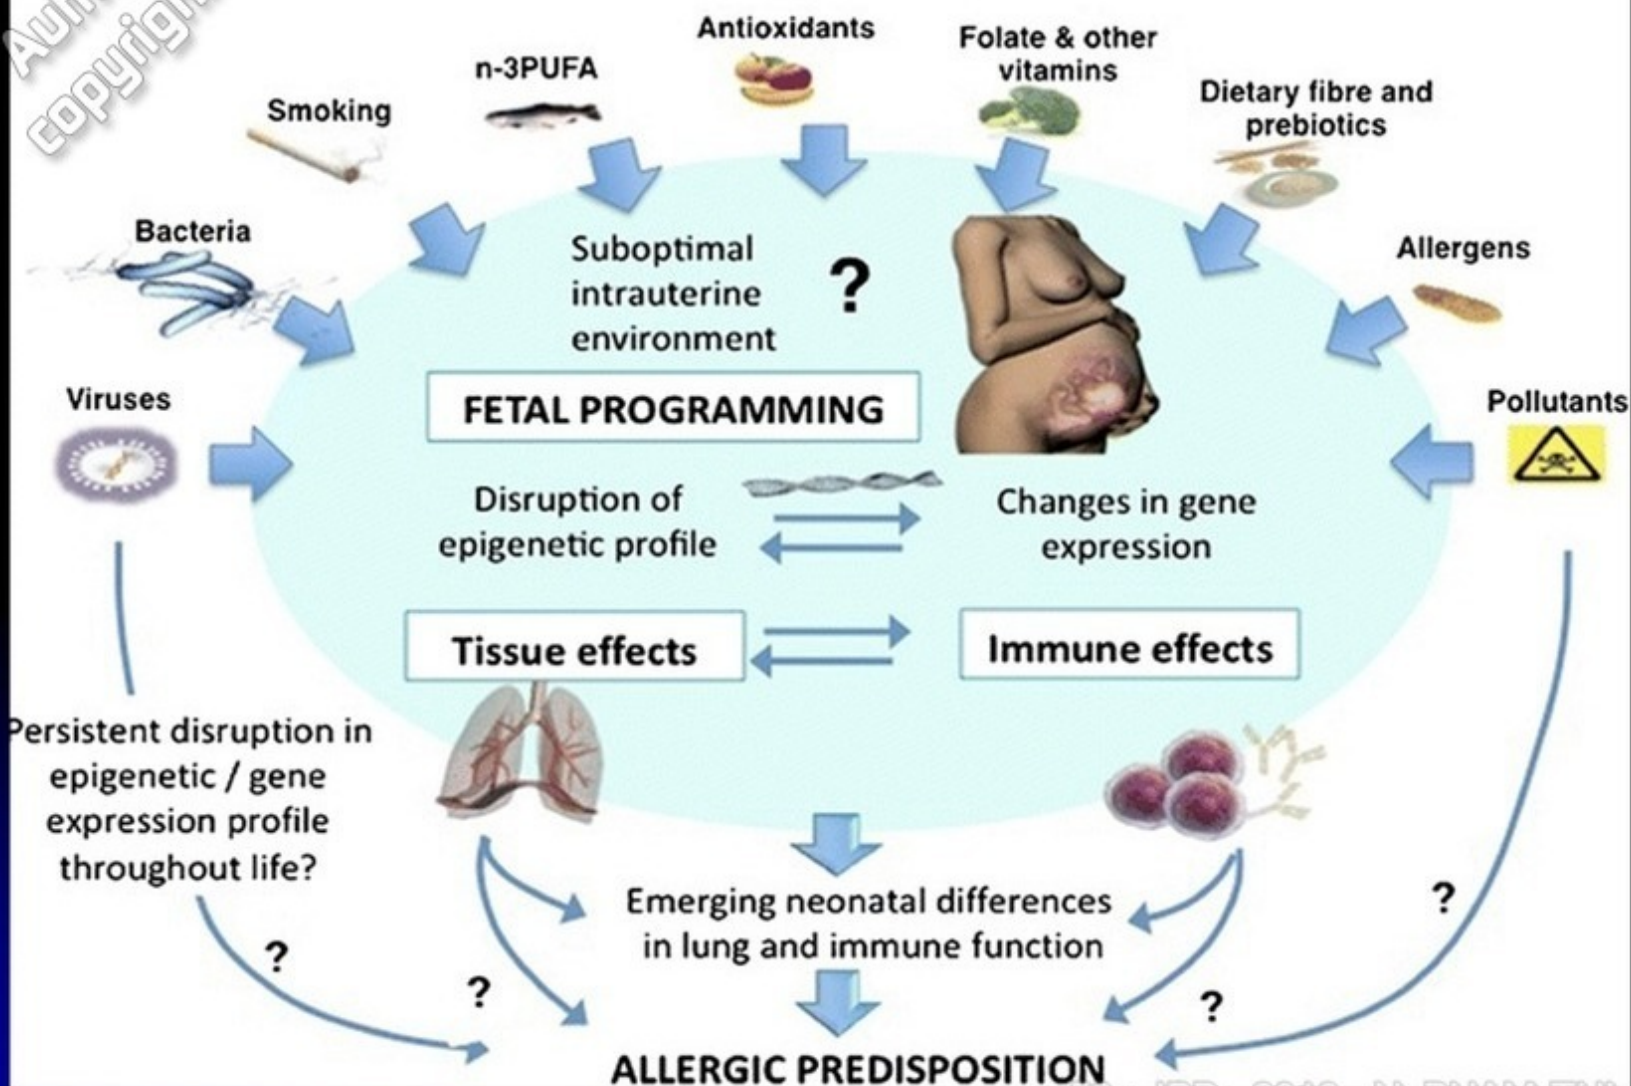 copyright
Antioxidants
Folate & other
vitamins
n-3PUFA
Dietary fibre and
prebiotics
Smoking
Bacteria
Allergens
Suboptimal
intrauterine
environment
?
Viruses
Pollutants
FETAL PROGRAMMING
Disruption of
epigenetic profile
Changes in gene
expression
Tissue effects
Immune effects
Persistent disruption in
epigenetic / gene
expression profile
throughout life?
Emerging neonatal differences
in lung and immune function
?
?
?
?
ALLERGIC PREDISPOSITION